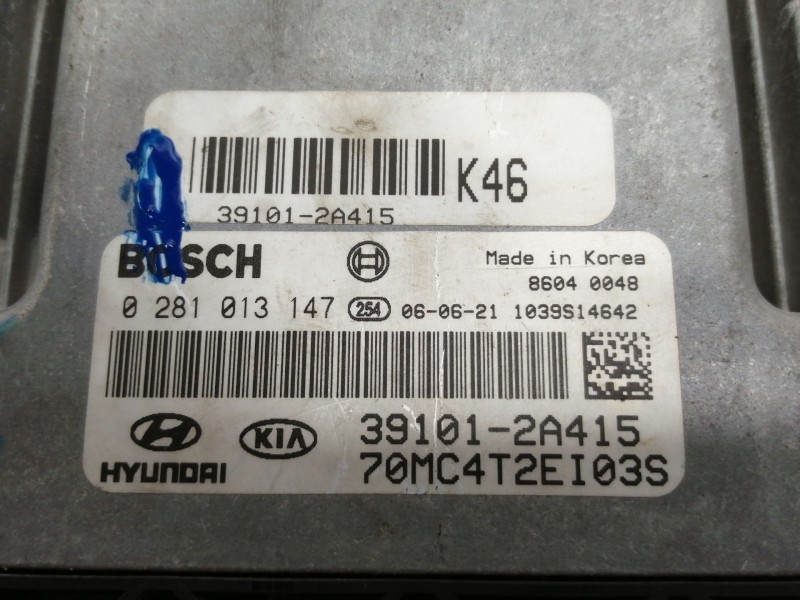 K46
39101-2A415
BOSCH
Made in Korea
8604 0048
0 281 013 147 254 06-06-21 1039S14642
HYUNDAI KIA
39101-2A415
70MC4T2EI03S